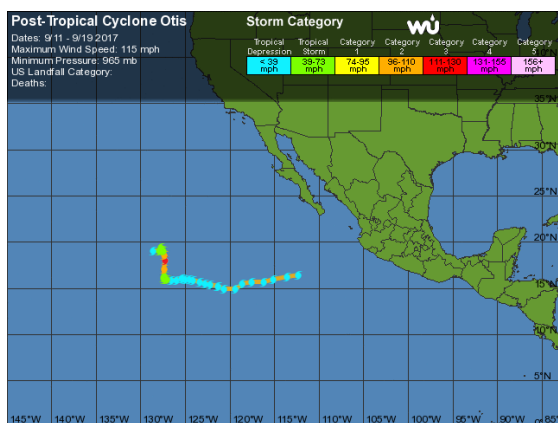 Post-Tropical Cyclone Otis
Dates: 9/11 - 9/19 2017
Maximum Wind Speed: 115 mph
Minimum Pressure: 965 mb
US Landfall Category:
Deaths:
Storm Category
wu
Tropical Depression
Tropical Storm
Category 1
Category 2
Category 3
Category 4
Category 5
< 39 mph
39-73 mph
74-95 mph
96-110 mph
111-130 mph
131-155 mph
156+ mph
35°N
30°N
25°N
20°N
15°N
10°N
5°N
145°W 140°W 135°W 130°W 125°W 120°W 115°W 110°W 105°W 100°W 95°W 90°W 85°W